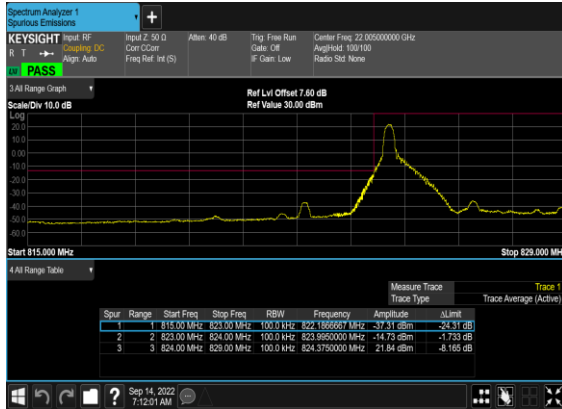 Spectrum Analyzer 1
Spurious Emissions
+
KEYSIGHT Input: RF Input Z: 50 Ω Atten: 40 dB Trig: Free Run Center Freq: 22.005000000 GHz
R T Coupling: DC Corr CCorr Gate: Off Avg|Hold: 100/100
Align: Auto Freq Ref: Int (S) IF Gain: Low Radio Std: None
LV PASS
3 All Range Graph
Ref Lvl Offset 7.60 dB
Scale/Div 10.0 dB Ref Value 30.00 dBm
Log
20.0
10.0
0.00
-10.0
-20.0
-30.0
-40.0
-50.0
-60.0
Start 815.000 MHz Stop 829.000 MHz
4 All Range Table
Measure Trace Trace 1
Trace Type Trace Average (Active)
Spur Range Start Freq Stop Freq RBW Frequency Amplitude ΔLimit
1 1 815.00 MHz 823.00 MHz 100.0 kHz 822.1866667 MHz -37.31 dBm -24.31 dB
2 2 823.00 MHz 824.00 MHz 100.0 kHz 823.9950000 MHz -14.73 dBm -1.733 dB
3 3 824.00 MHz 829.00 MHz 100.0 kHz 824.3750000 MHz 21.84 dBm -8.165 dB
? Sep 14, 2022
7:12:01 AM